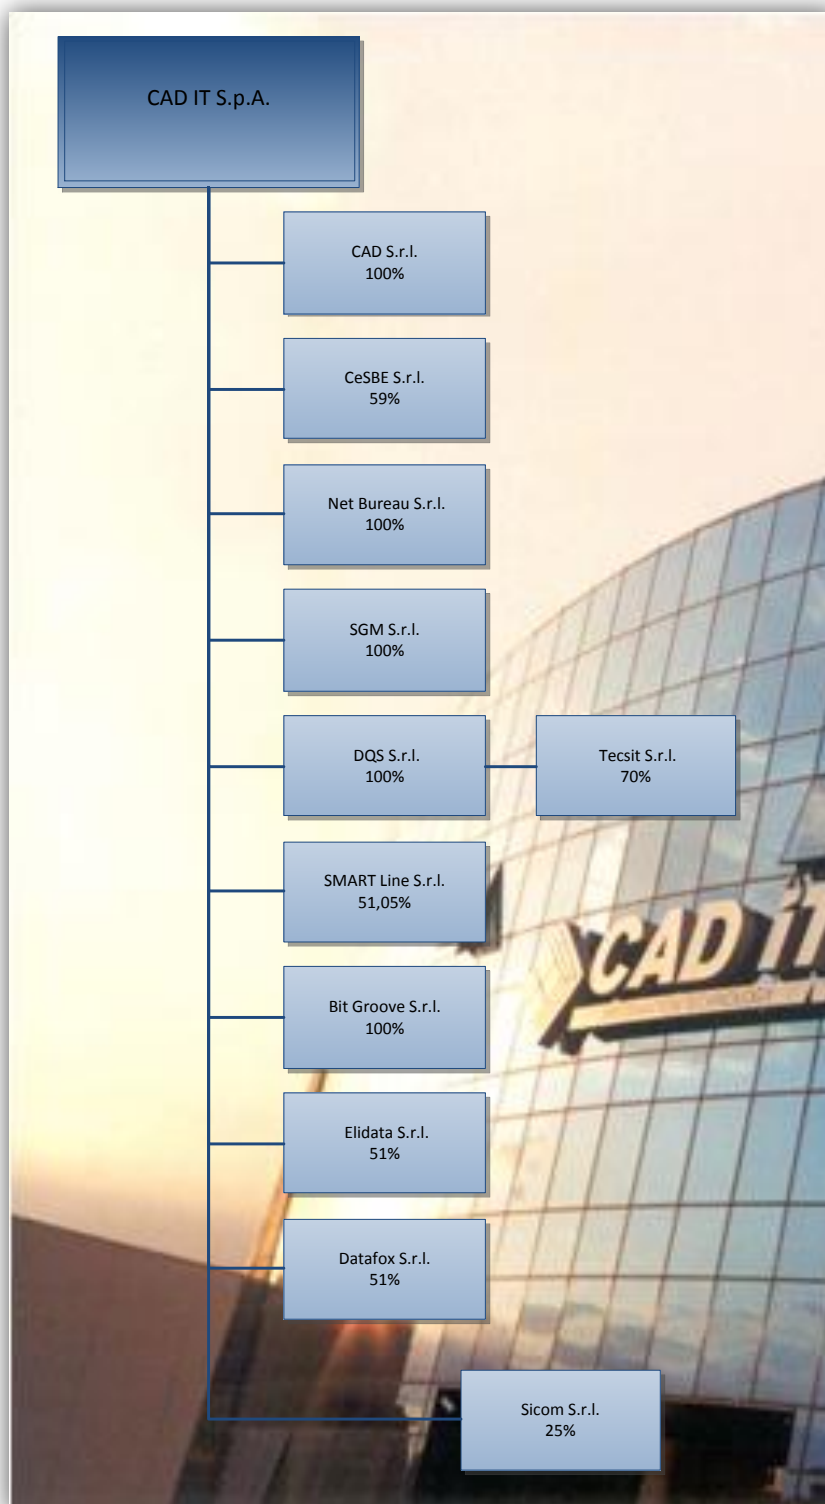 CAD IT S.p.A.
CAD S.r.l.
100%
CeSBE S.r.l.
59%
Net Bureau S.r.l.
100%
SGM S.r.l.
100%
DQS S.r.l.
100%
Tecsit S.r.l.
70%
SMART Line S.r.l.
51,05%
CAD iT
Bit Groove S.r.l.
100%
Elidata S.r.l.
51%
Datafox S.r.l.
51%
Sicom S.r.l.
25%